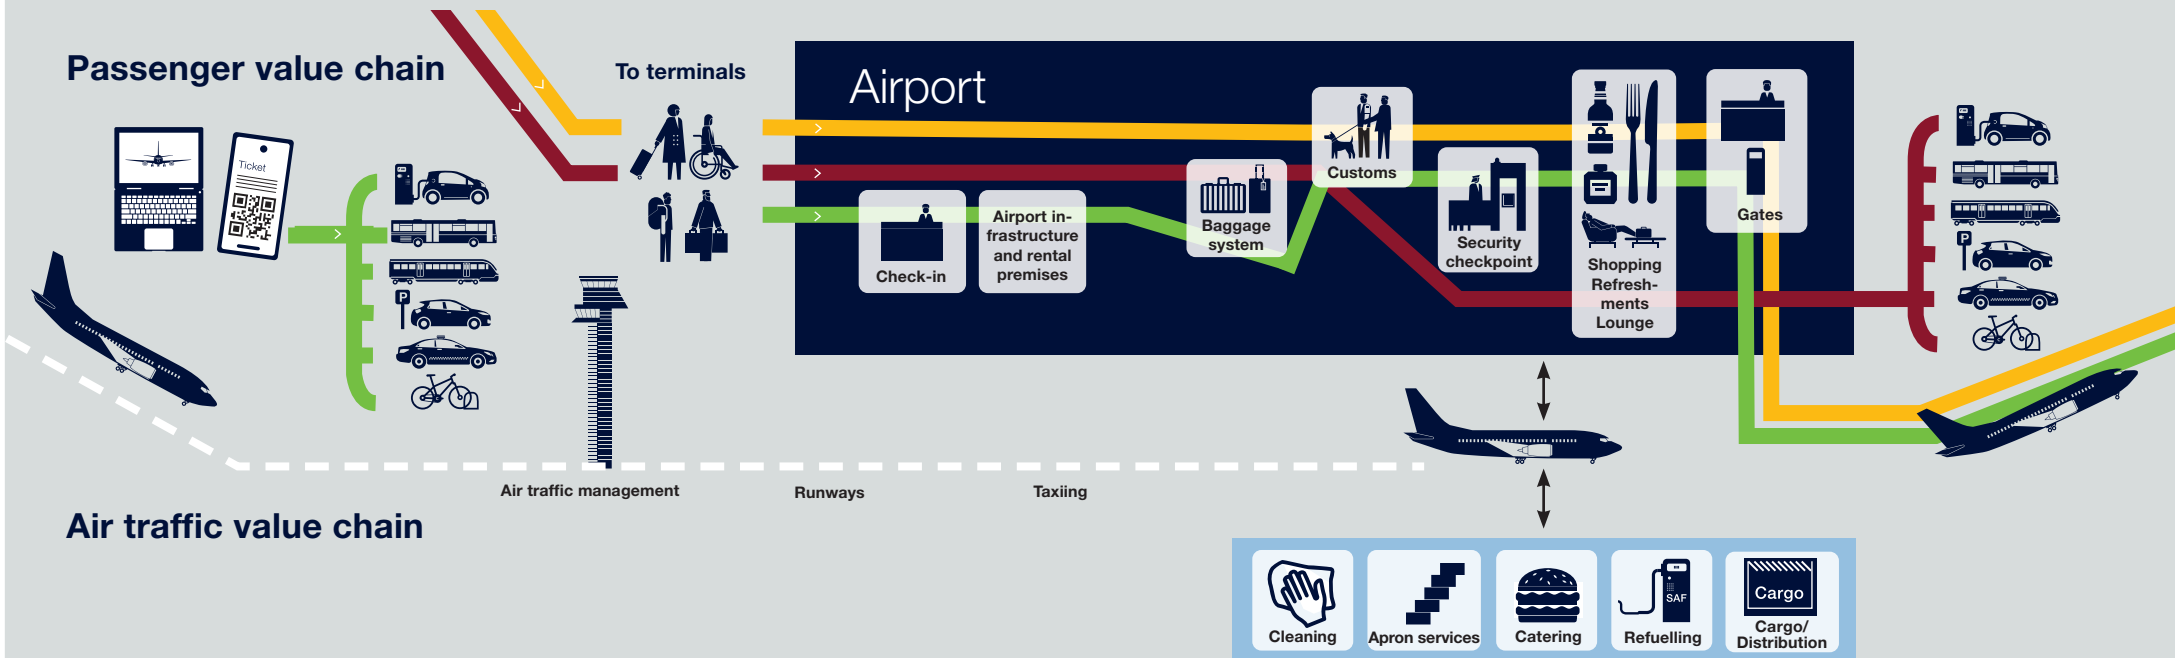 Passenger value chain
To terminals
Airport
Ticket
P
Check-in
Airport in-
frastructure
and rental
premises
Baggage
system
Customs
Security
checkpoint
Shopping
Refresh-
ments
Lounge
Gates
P
Air traffic management
Runways
Taxiing
Air traffic value chain
Cleaning
Apron services
Catering
SAF
Refuelling
Cargo
Cargo/
Distribution